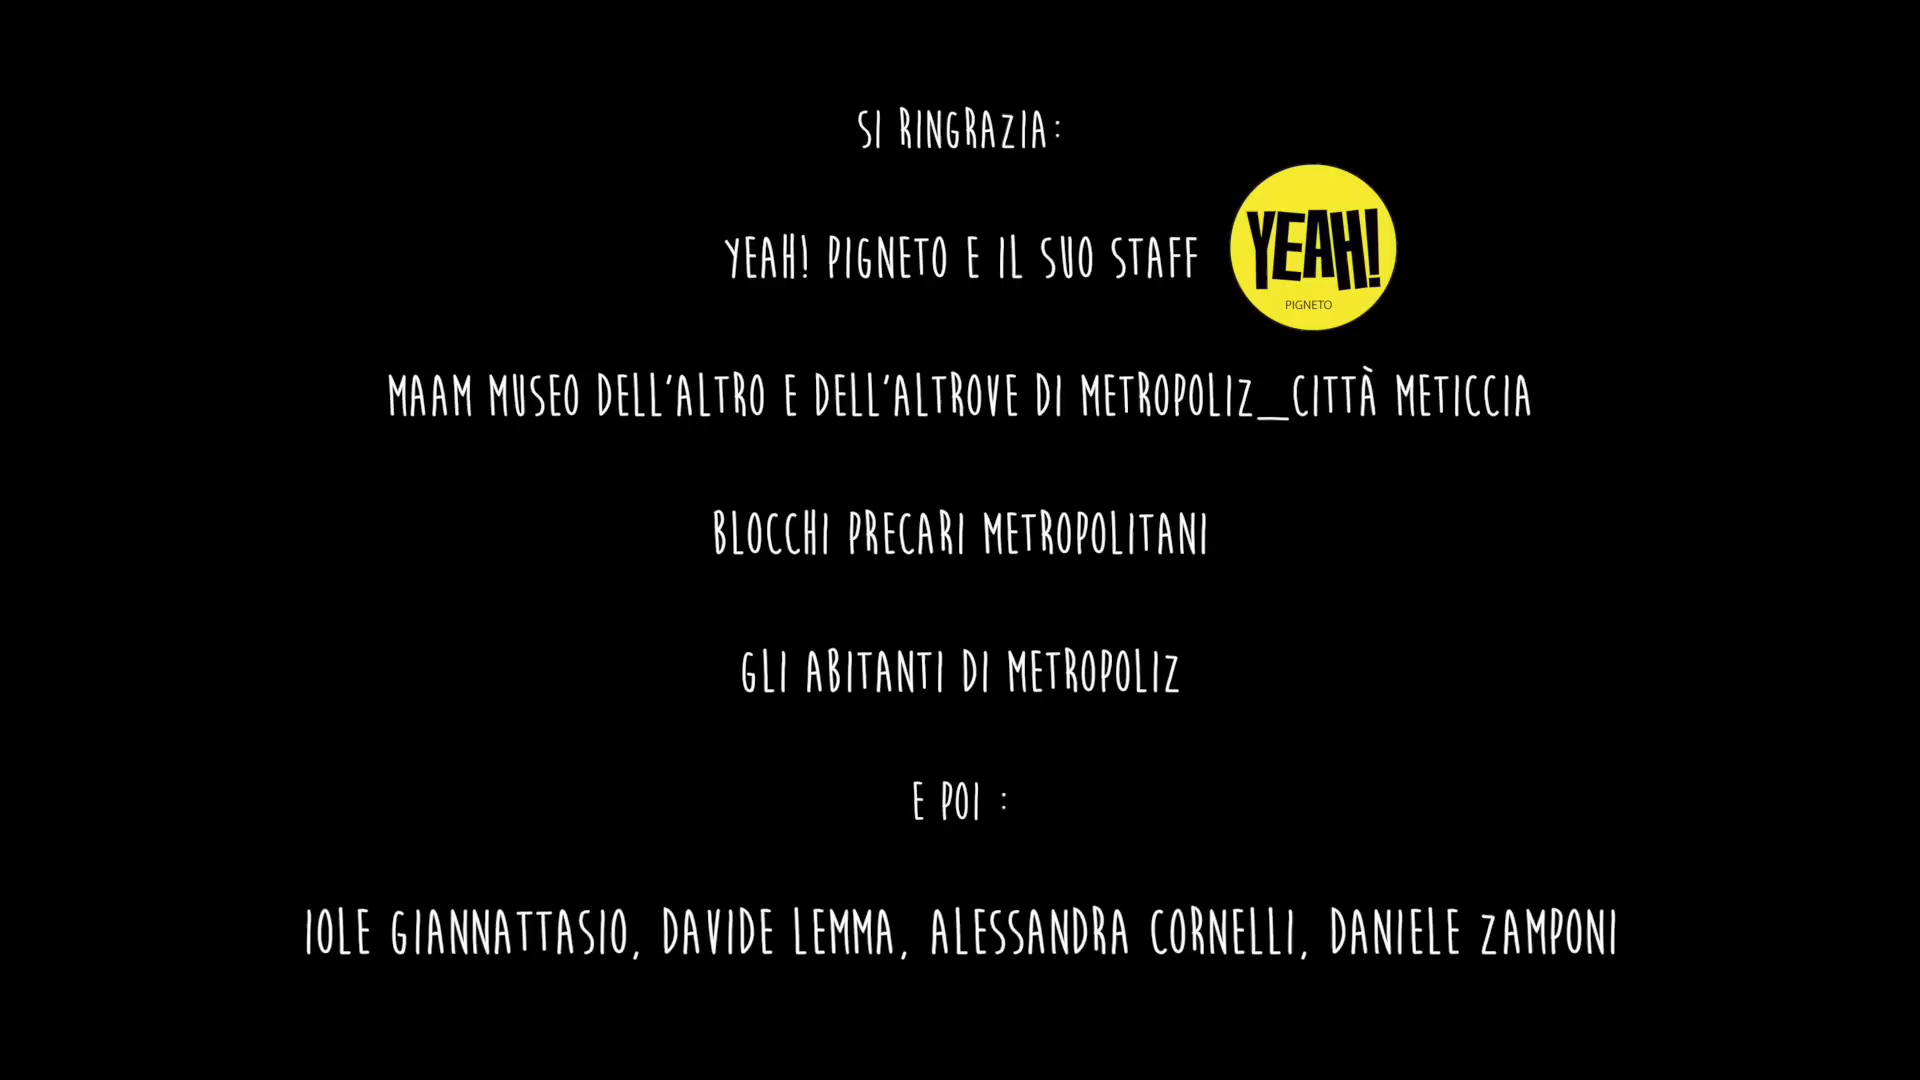 SI RINGRAZIA:
YEAH! PIGNETO E IL SUO STAFF
YEAH!
PIGNETO
MAAM MUSEO DELL'ALTRO E DELL'ALTROVE DI METROPOLIZ_CITTÀ METICCIA
BLOCCHI PRECARI METROPOLITANI
GLI ABITANTI DI METROPOLIZ
E POI :
IOLE GIANNATTASIO, DAVIDE LEMMA, ALESSANDRA CORNELLI, DANIELE ZAMPONI